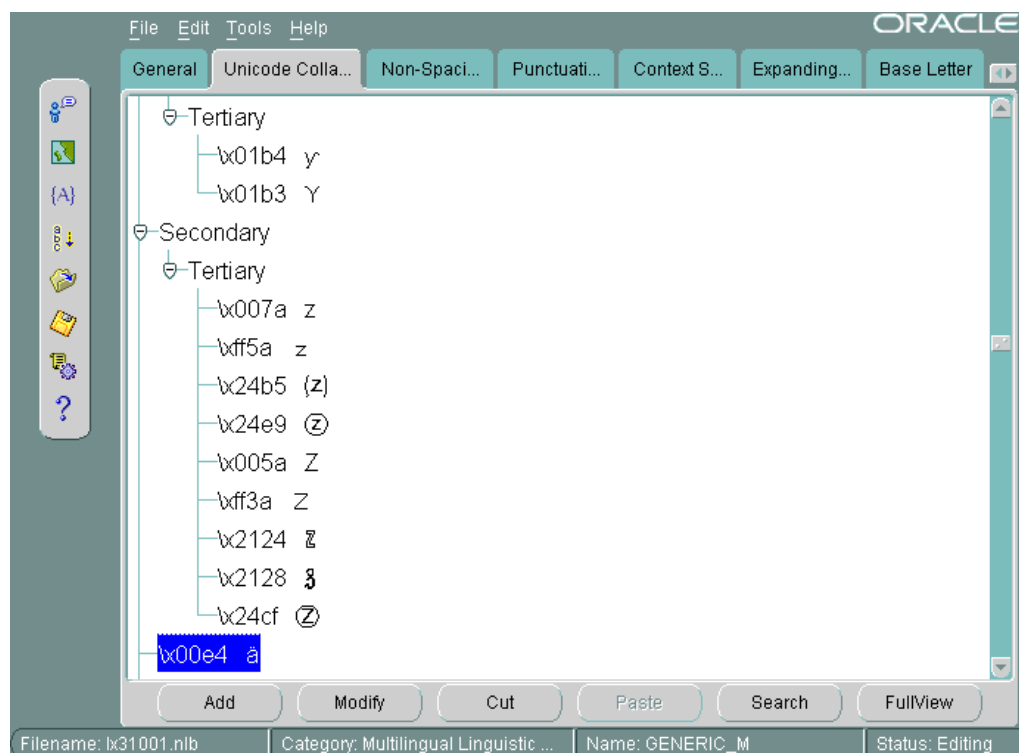 File Edit Tools Help ORACLE
General Unicode Colla... Non-Spaci... Punctuati... Context S... Expanding... Base Letter
Tertiary
\x01b4 ƴ
\x01b3 Ƴ
Secondary
Tertiary
\x007a z
\xff5a z
{A}
\x24b5 (z)
a b c
\x24e9 ⓩ
\x005a Z
\xff3a Z
\x2124 ℤ
\x2128 ℨ
?
\x24cf Ⓩ
\x00e4 ä
Add Modify Cut Paste Search FullView
Filename: lx31001.nlb Category: Multilingual Linguistic ... Name: GENERIC_M Status: Editing